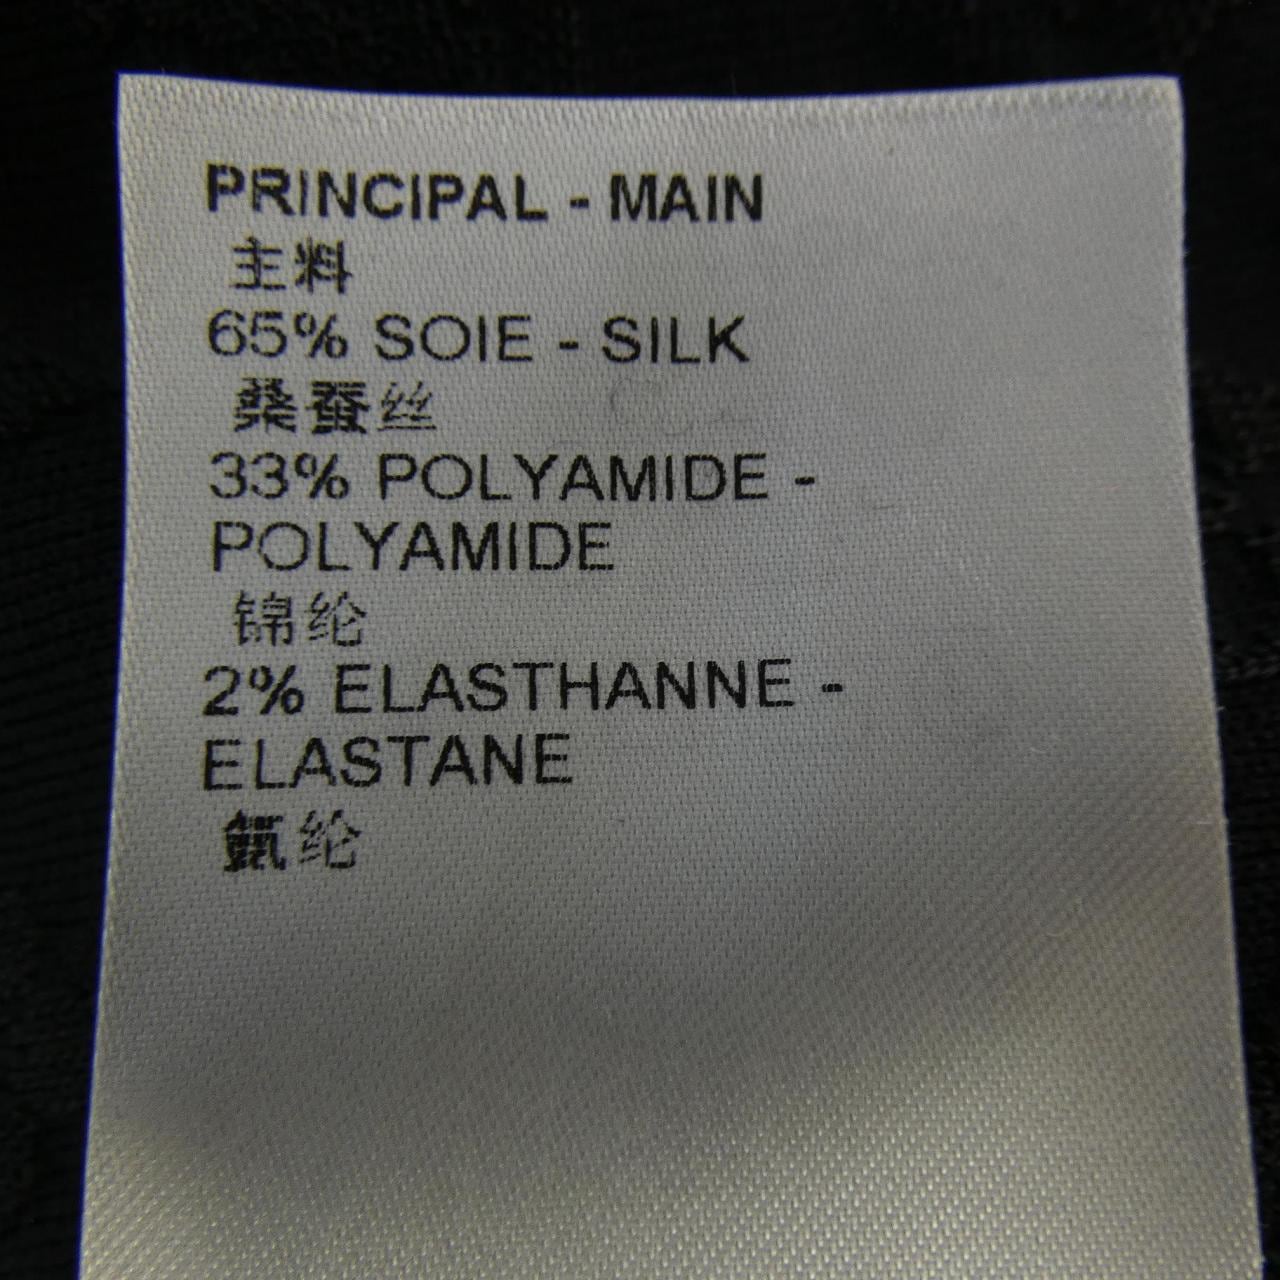 PRINCIPAL - MAIN
主料
65% SOIE - SILK
桑蚕丝
33% POLYAMIDE -
POLYAMIDE
锦纶
2% ELASTHANNE -
ELASTANE
氨纶